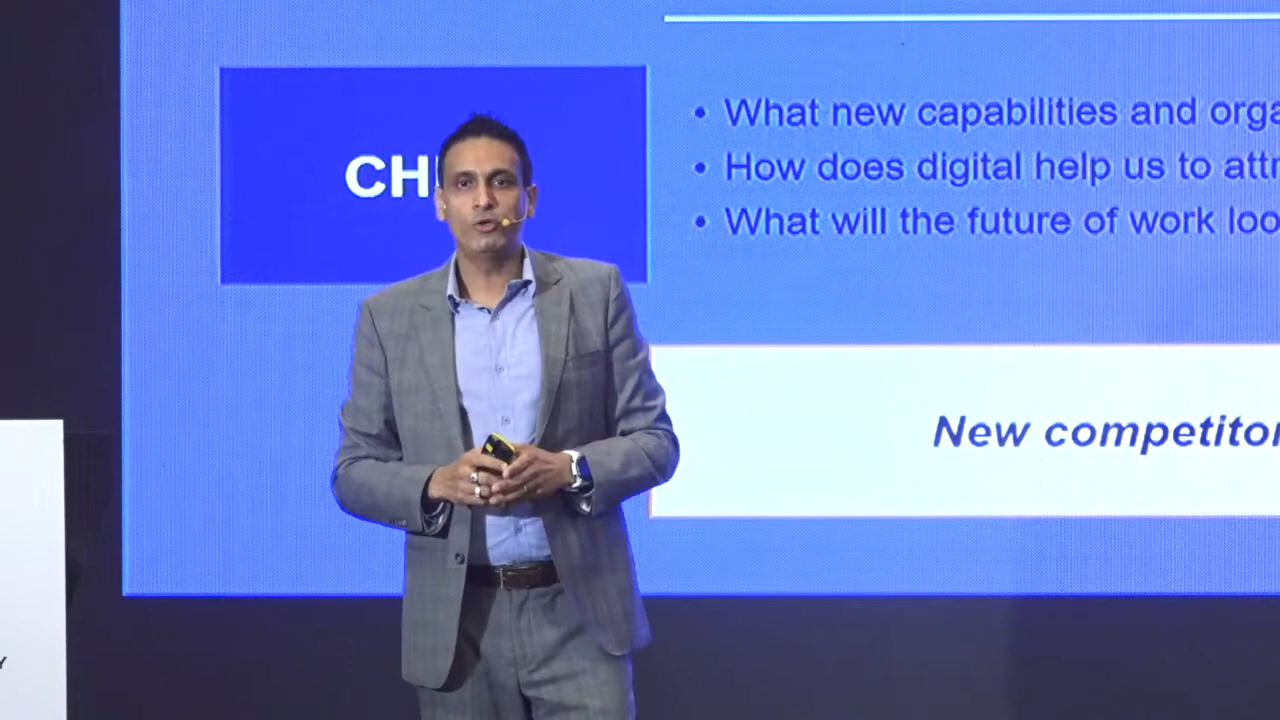 • What new capabilities and orga
CH
• How does digital help us to attr
• What will the future of work loo
New competitor
Y